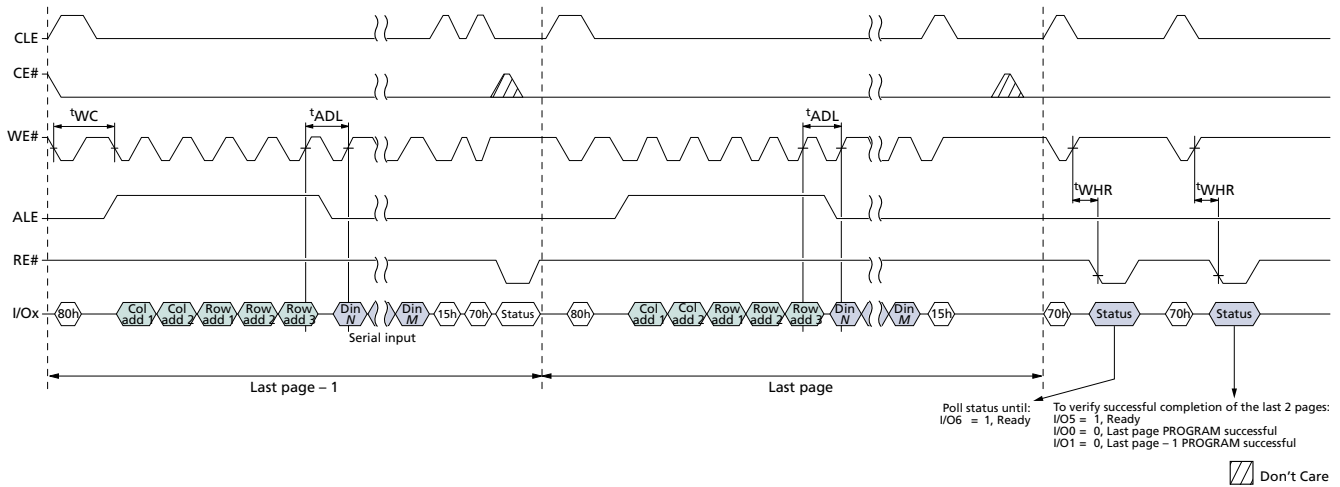 CLE
CE#
tWC
tADL
tADL
WE#
tWHR
tWHR
ALE
RE#
I/Ox
80h
Col add 1
Col add 2
Row add 1
Row add 2
Row add 3
Din N
Din M
15h
70h
Status
80h
Col add 1
Col add 2
Row add 1
Row add 2
Row add 3
Din N
Din M
15h
70h
Status
70h
Status
Serial input
Last page – 1
Last page
Poll status until:
I/O6 = 1, Ready
To verify successful completion of the last 2 pages:
I/O5 = 1, Ready
I/O0 = 0, Last page PROGRAM successful
I/O1 = 0, Last page – 1 PROGRAM successful
Don't Care